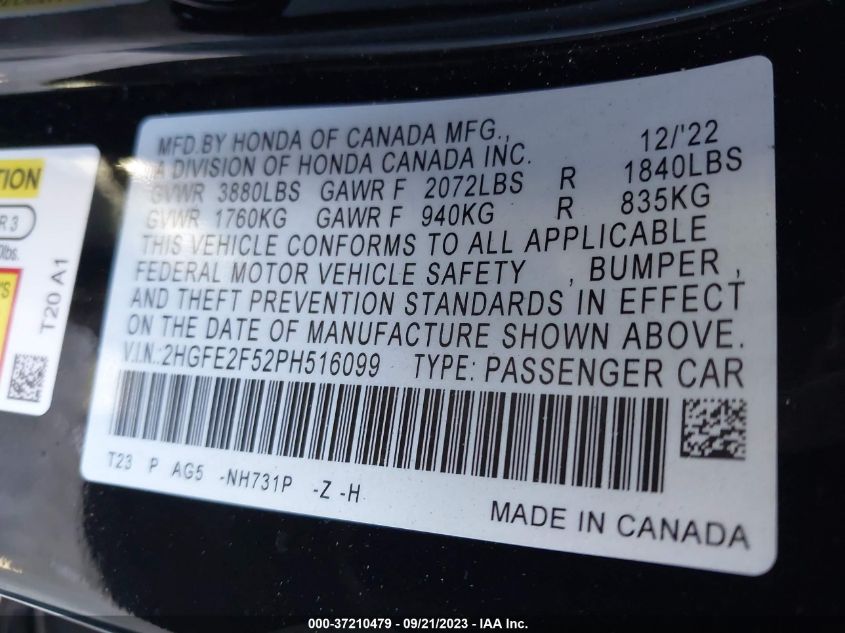 MFD.BY HONDA OF CANADA MFG., 12/'22
A DIVISION OF HONDA CANADA INC.
GVWR 3880LBS GAWR F 2072LBS R 1840LBS
GVWR 1760KG GAWR F 940KG R 835KG
THIS VEHICLE CONFORMS TO ALL APPLICABLE
FEDERAL MOTOR VEHICLE SAFETY , BUMPER ,
AND THEFT PREVENTION STANDARDS IN EFFECT
ON THE DATE OF MANUFACTURE SHOWN ABOVE.
V.I.N.:2HGFE2F52PH516099 TYPE: PASSENGER CAR
T23 P AG5 -NH731P -Z -H
MADE IN CANADA
TION
R 3
lbs.
'S
T20 A1
000-37210479 - 09/21/2023 - IAA Inc.